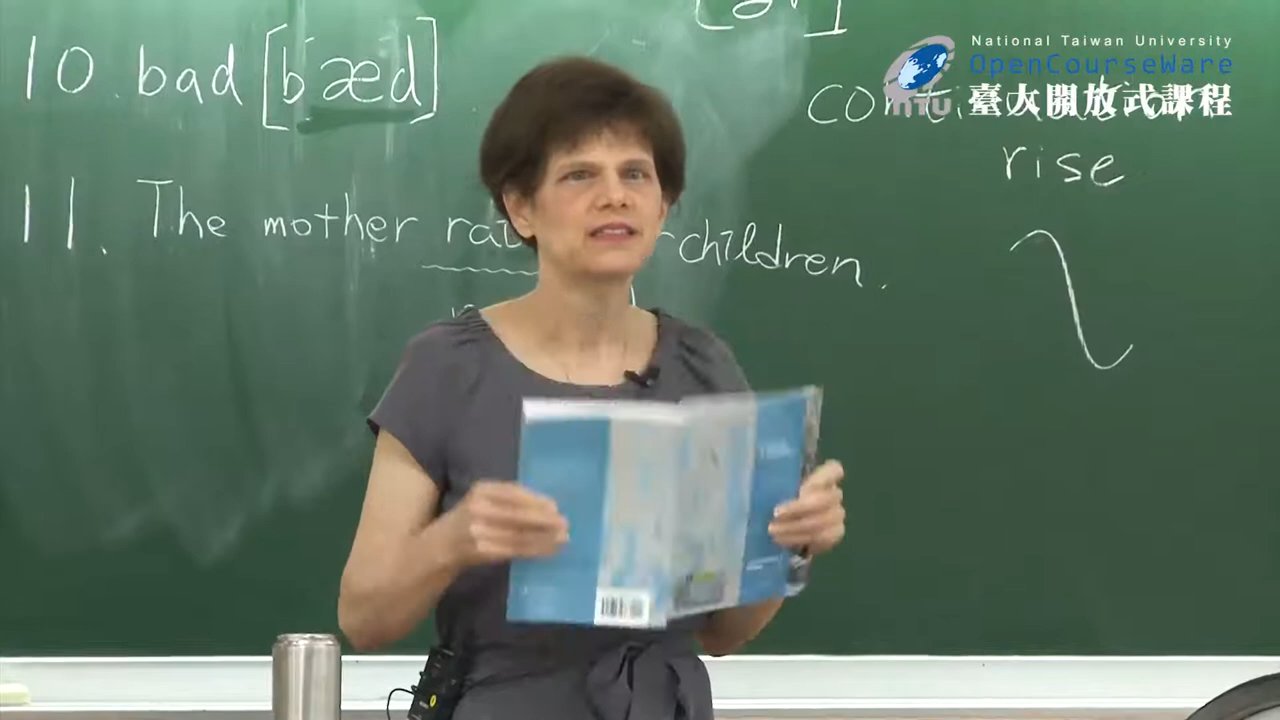 10. bad [bæd]
11. The mother children.
rise
National Taiwan University
OpenCourseWare
臺大開放式課程
NTU